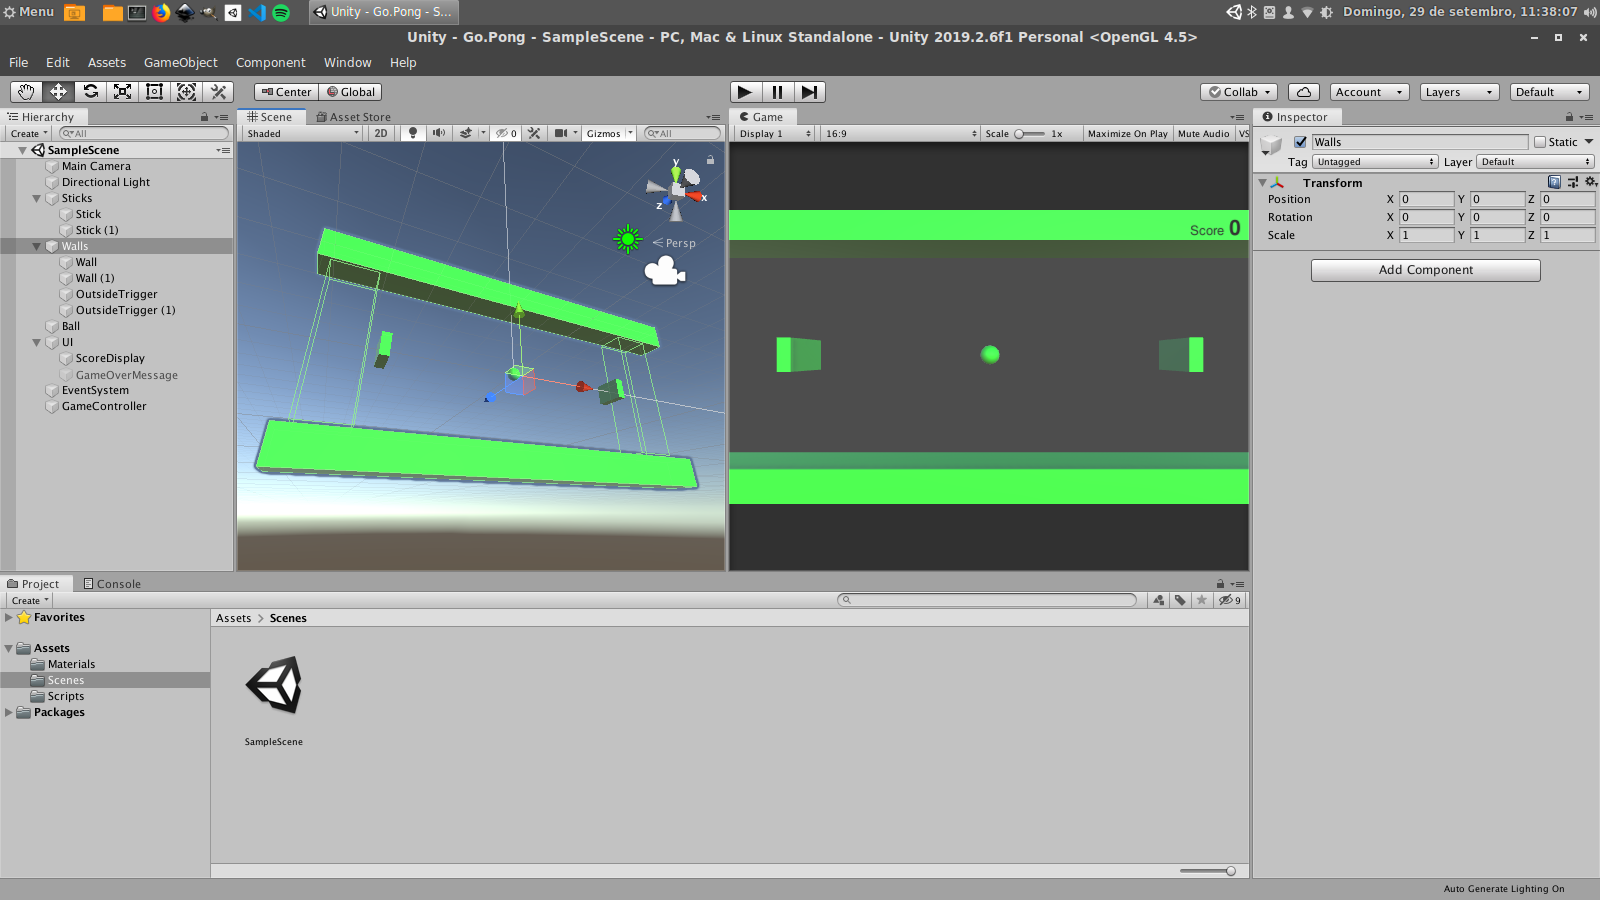 Menu
Unity - Go.Pong - S...
Domingo, 29 de setembro, 11:38:07
Unity - Go.Pong - SampleScene - PC, Mac & Linux Standalone - Unity 2019.2.6f1 Personal <OpenGL 4.5>
File Edit Assets GameObject Component Window Help
Center Global
Collab Account Layers Default
Hierarchy
Create All
SampleScene
Main Camera
Directional Light
Sticks
Stick
Stick (1)
Walls
Wall
Wall (1)
OutsideTrigger
OutsideTrigger (1)
Ball
UI
ScoreDisplay
GameOverMessage
EventSystem
GameController
Scene Asset Store
Shaded 2D 0 Gizmos All
y
x
z
Persp
Game
Display 1 16:9 Scale 1x Maximize On Play Mute Audio VS
Score 0
Inspector
Walls Static
Tag Untagged Layer Default
Transform
Position X 0 Y 0 Z 0
Rotation X 0 Y 0 Z 0
Scale X 1 Y 1 Z 1
Add Component
Project Console
Create 9
Favorites
Assets
Materials
Scenes
Scripts
Packages
Assets > Scenes
SampleScene
Auto Generate Lighting On